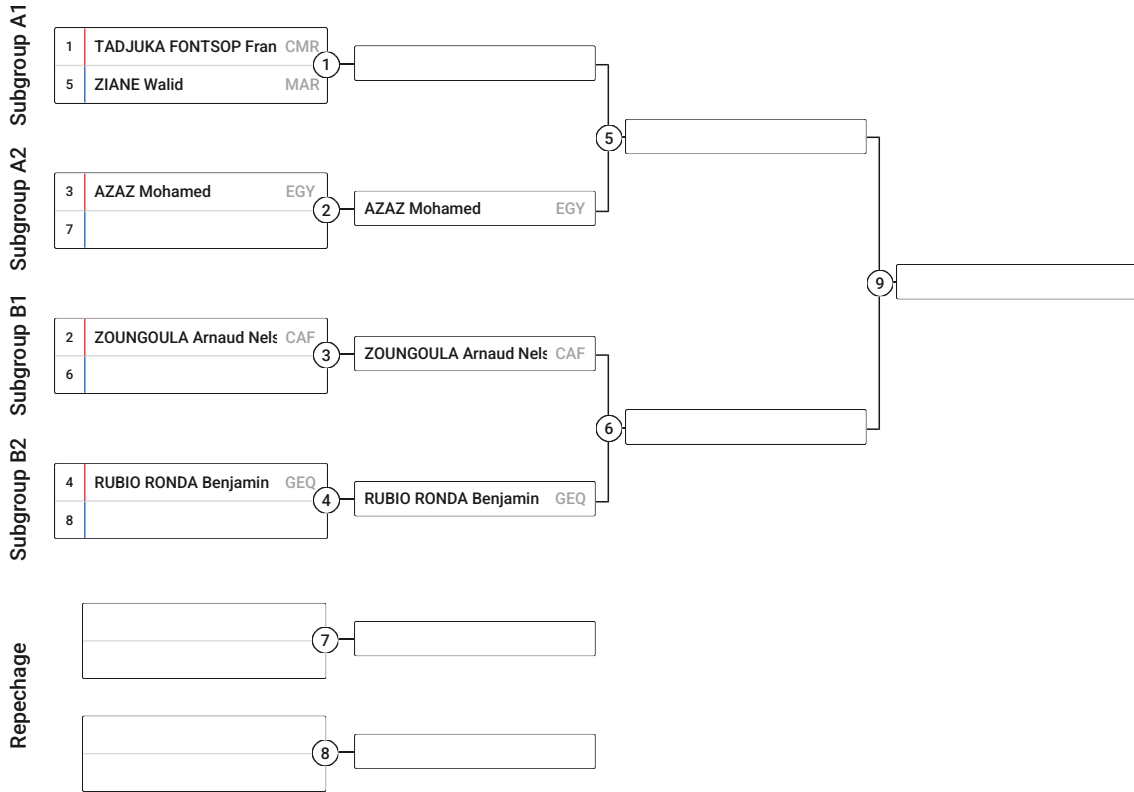 Subgroup A1
1 TADJUKA FONTSOP Fran CMR
5 ZIANE Walid MAR
1
5
Subgroup A2
3 AZAZ Mohamed EGY
7
2
AZAZ Mohamed EGY
9
Subgroup B1
2 ZOUNGOULA Arnaud Nels CAF
6
3
ZOUNGOULA Arnaud Nels CAF
6
Subgroup B2
4 RUBIO RONDA Benjamin GEQ
8
4
RUBIO RONDA Benjamin GEQ
Repechage
7
8